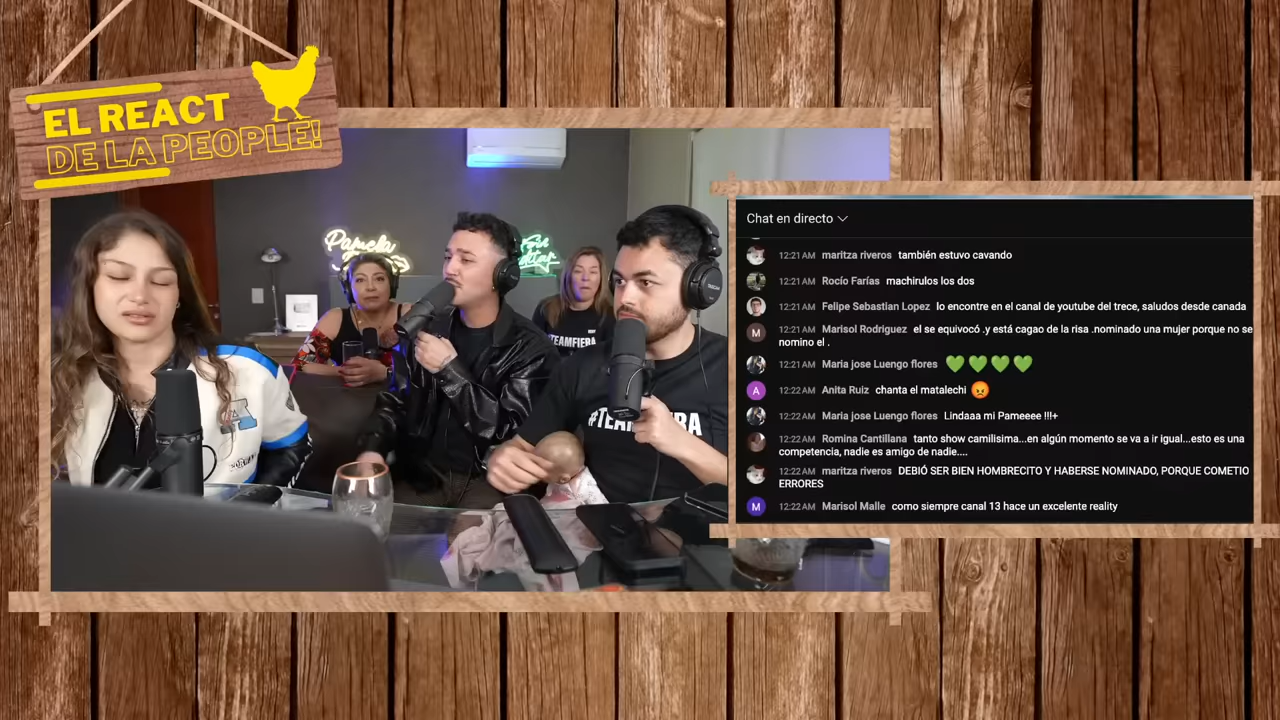 EL REACT
DE LA PEOPLE!
Pamela
#TEAMFIERA
Chat en directo
12:21 AM maritza riveros también estuvo cavando
12:21 AM Rocío Farías machirulos los dos
12:21 AM Felipe Sebastian Lopez lo encontre en el canal de youtube del trece, saludos desde canada
M 12:21 AM Marisol Rodriguez el se equivocó .y está cagao de la risa .nominado una mujer porque no se
nomino el .
12:21 AM Maria jose Luengo flores 💚💚💚💚
A 12:22 AM Anita Ruiz chanta el matalechi 😡
12:22 AM Maria jose Luengo flores Lindaaa mi Pameeee !!!+
12:22 AM Romina Cantillana tanto show camilisima...en algún momento se va a ir igual...esto es una
competencia, nadie es amigo de nadie....
12:22 AM maritza riveros DEBIÓ SER BIEN HOMBRECITO Y HABERSE NOMINADO, PORQUE COMETIO
ERRORES
M 12:22 AM Marisol Malle como siempre canal 13 hace un excelente reality